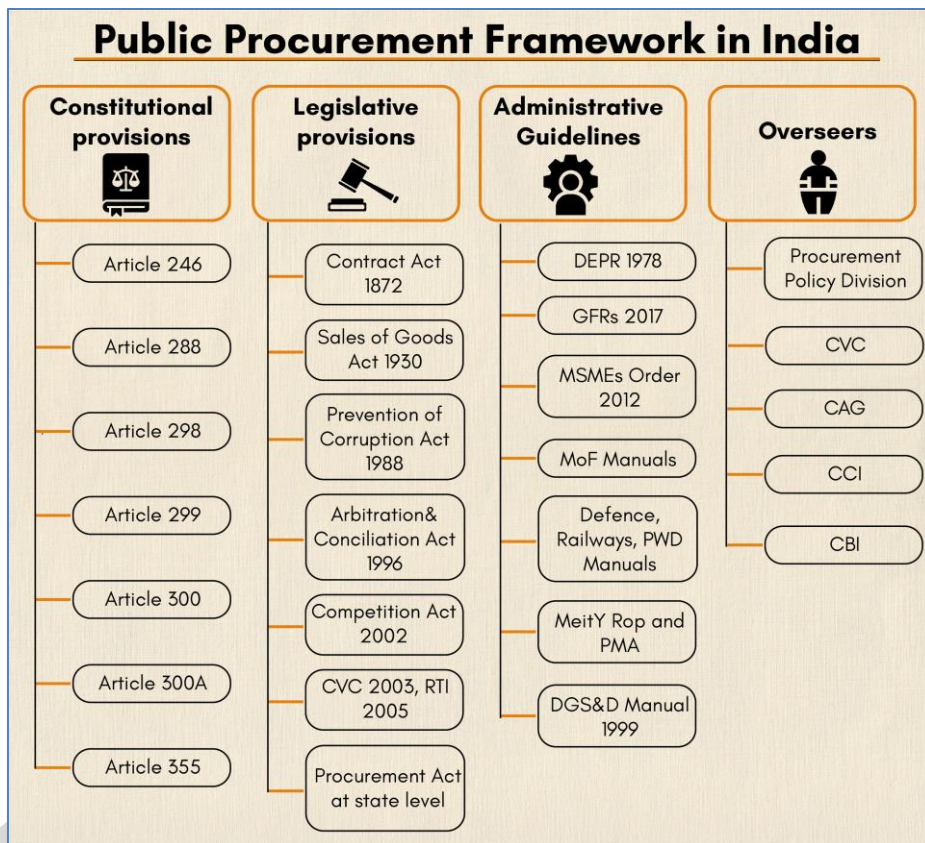 Public Procurement Framework in India
Constitutional
provisions
Article 246
Article 288
Article 298
Article 299
Article 300
Article 300A
Article 355
Legislative
provisions
Contract Act
1872
Sales of Goods
Act 1930
Prevention of
Corruption Act
1988
Arbitration&
Conciliation Act
1996
Competition Act
2002
CVC 2003, RTI
2005
Procurement Act
at state level
Administrative
Guidelines
DEPR 1978
GFRs 2017
MSMEs Order
2012
MoF Manuals
Defence,
Railways, PWD
Manuals
MeitY Rop and
PMA
DGS&D Manual
1999
Overseers
Procurement
Policy Division
CVC
CAG
CCI
CBI